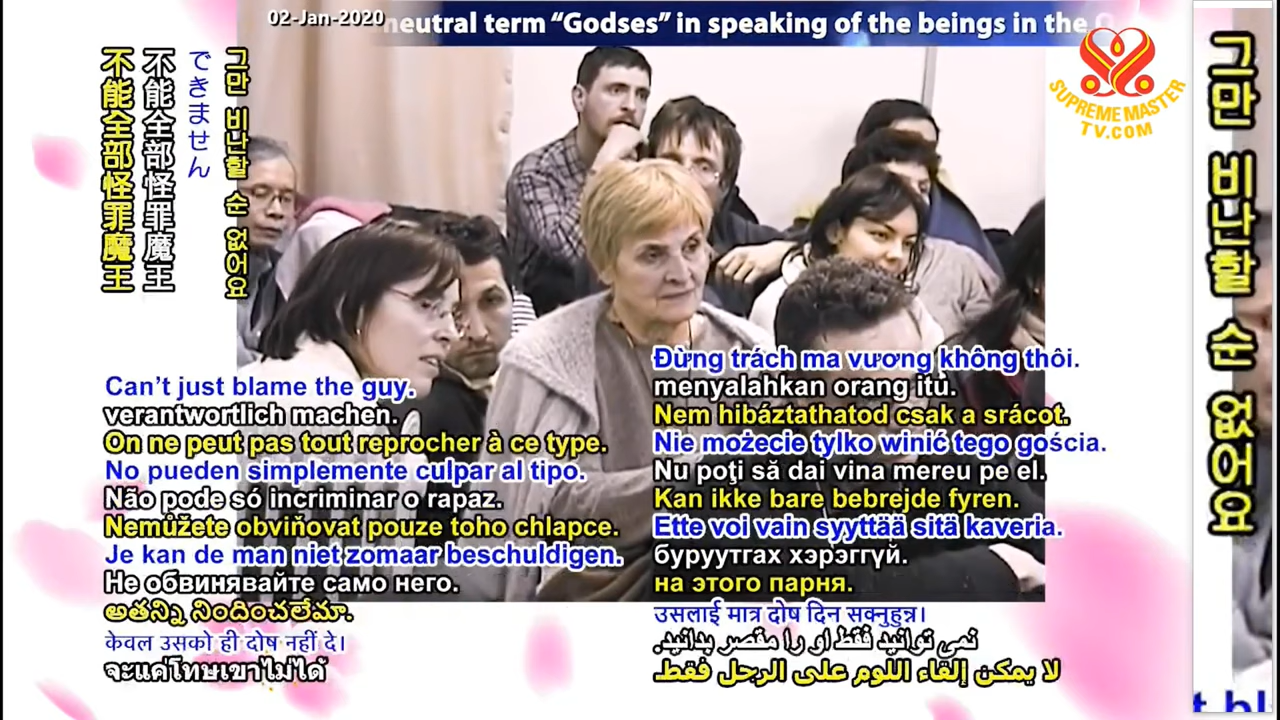 02-Jan-2020
neutral term “Godses” in speaking of the beings in the
SUPREME MASTER
TV.COM
不能全部怪罪魔王
不能全部怪罪魔王
できません
그만 비난할 순 없어요
Can’t just blame the guy.
verantwortlich machen.
On ne peut pas tout reprocher à ce type.
No pueden simplemente culpar al tipo.
Não pode só incriminar o rapaz.
Nemůžete obviňovat pouze toho chlapce.
Je kan de man niet zomaar beschuldigen.
Не обвинявайте само него.
అతన్ని నిందించలేమా.
केवल उसको ही दोष नहीं दे।
จะแค่โทษเขาไม่ได้
Đừng trách ma vương không thôi.
menyalahkan orang itu.
Nem hibáztathatod csak a srácot.
Nie możecie tylko winić tego gościa.
Nu poţi să dai vina mereu pe el.
Kan ikke bare bebrejde fyren.
Ette voi vain syyttää sitä kaveria.
буруутгах хэрэггүй.
на этого парня.
उसलाई मात्र दोष दिन सक्नुहुन्न।
نمی توانید فقط او را مقصر بدانید.
لا يمكن إلقاء اللوم على الرجل فقط.
그만 비난할 순 없어요